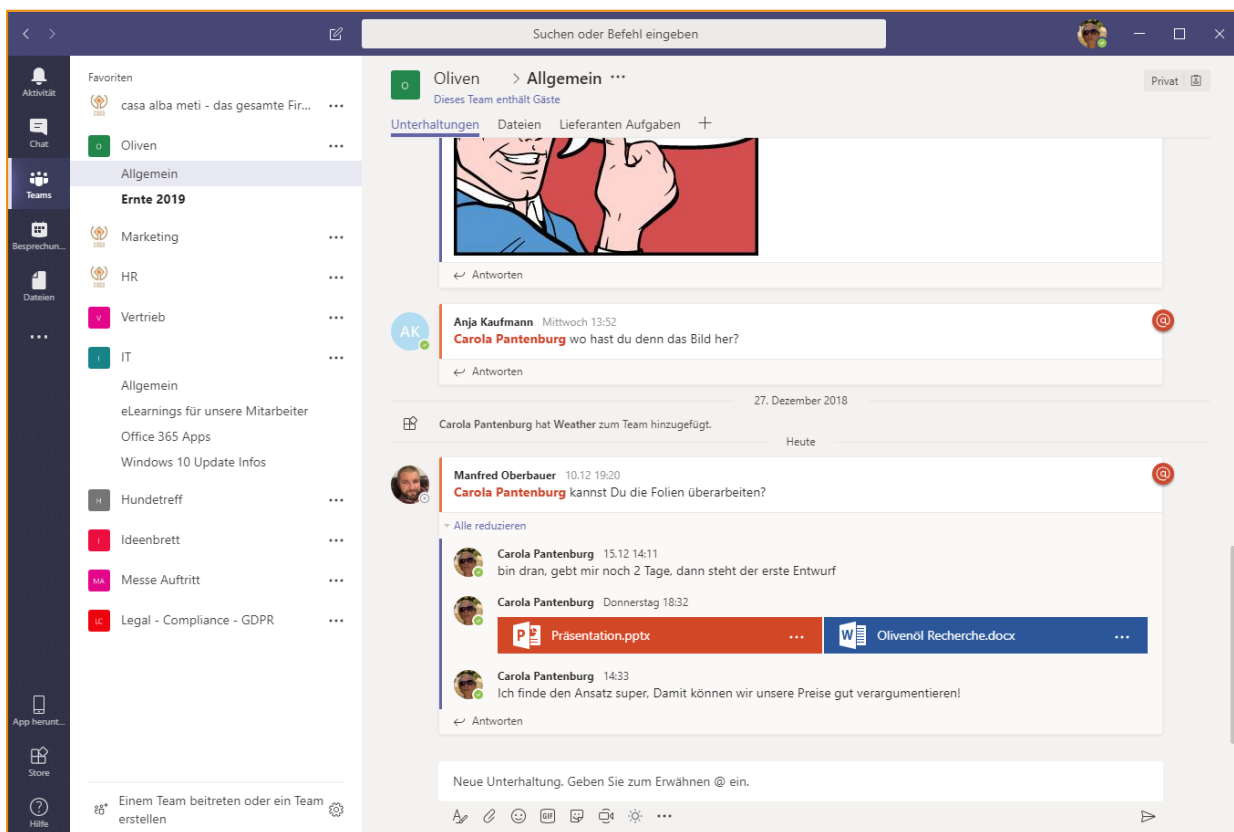 Suchen oder Befehl eingeben
Aktivität
Chat
Teams
Besprechun...
Dateien
App herunt...
Store
Hilfe
Favoriten
casa alba meti - das gesamte Fir...
O Oliven
Allgemein
Ernte 2019
Marketing
HR
V Vertrieb
I IT
Allgemein
eLearnings für unsere Mitarbeiter
Office 365 Apps
Windows 10 Update Infos
H Hundetreff
I Ideenbrett
MA Messe Auftritt
LC Legal - Compliance - GDPR
Einem Team beitreten oder ein Team
erstellen
O Oliven > Allgemein ...
Privat
Dieses Team enthält Gäste
Unterhaltungen Dateien Lieferanten Aufgaben +
Antworten
AK
Anja Kaufmann Mittwoch 13:52
@
Carola Pantenburg wo hast du denn das Bild her?
Antworten
27. Dezember 2018
Carola Pantenburg hat Weather zum Team hinzugefügt.
Heute
Manfred Oberbauer 10.12 19:20
@
Carola Pantenburg kannst Du die Folien überarbeiten?
Alle reduzieren
Carola Pantenburg 15.12 14:11
bin dran, gebt mir noch 2 Tage, dann steht der erste Entwurf
Carola Pantenburg Donnerstag 18:32
P Präsentation.pptx ... W Olivenöl Recherche.docx ...
Carola Pantenburg 14:33
Ich finde den Ansatz super, Damit können wir unsere Preise gut verargumentieren!
Antworten
Neue Unterhaltung. Geben Sie zum Erwähnen @ ein.
GIF